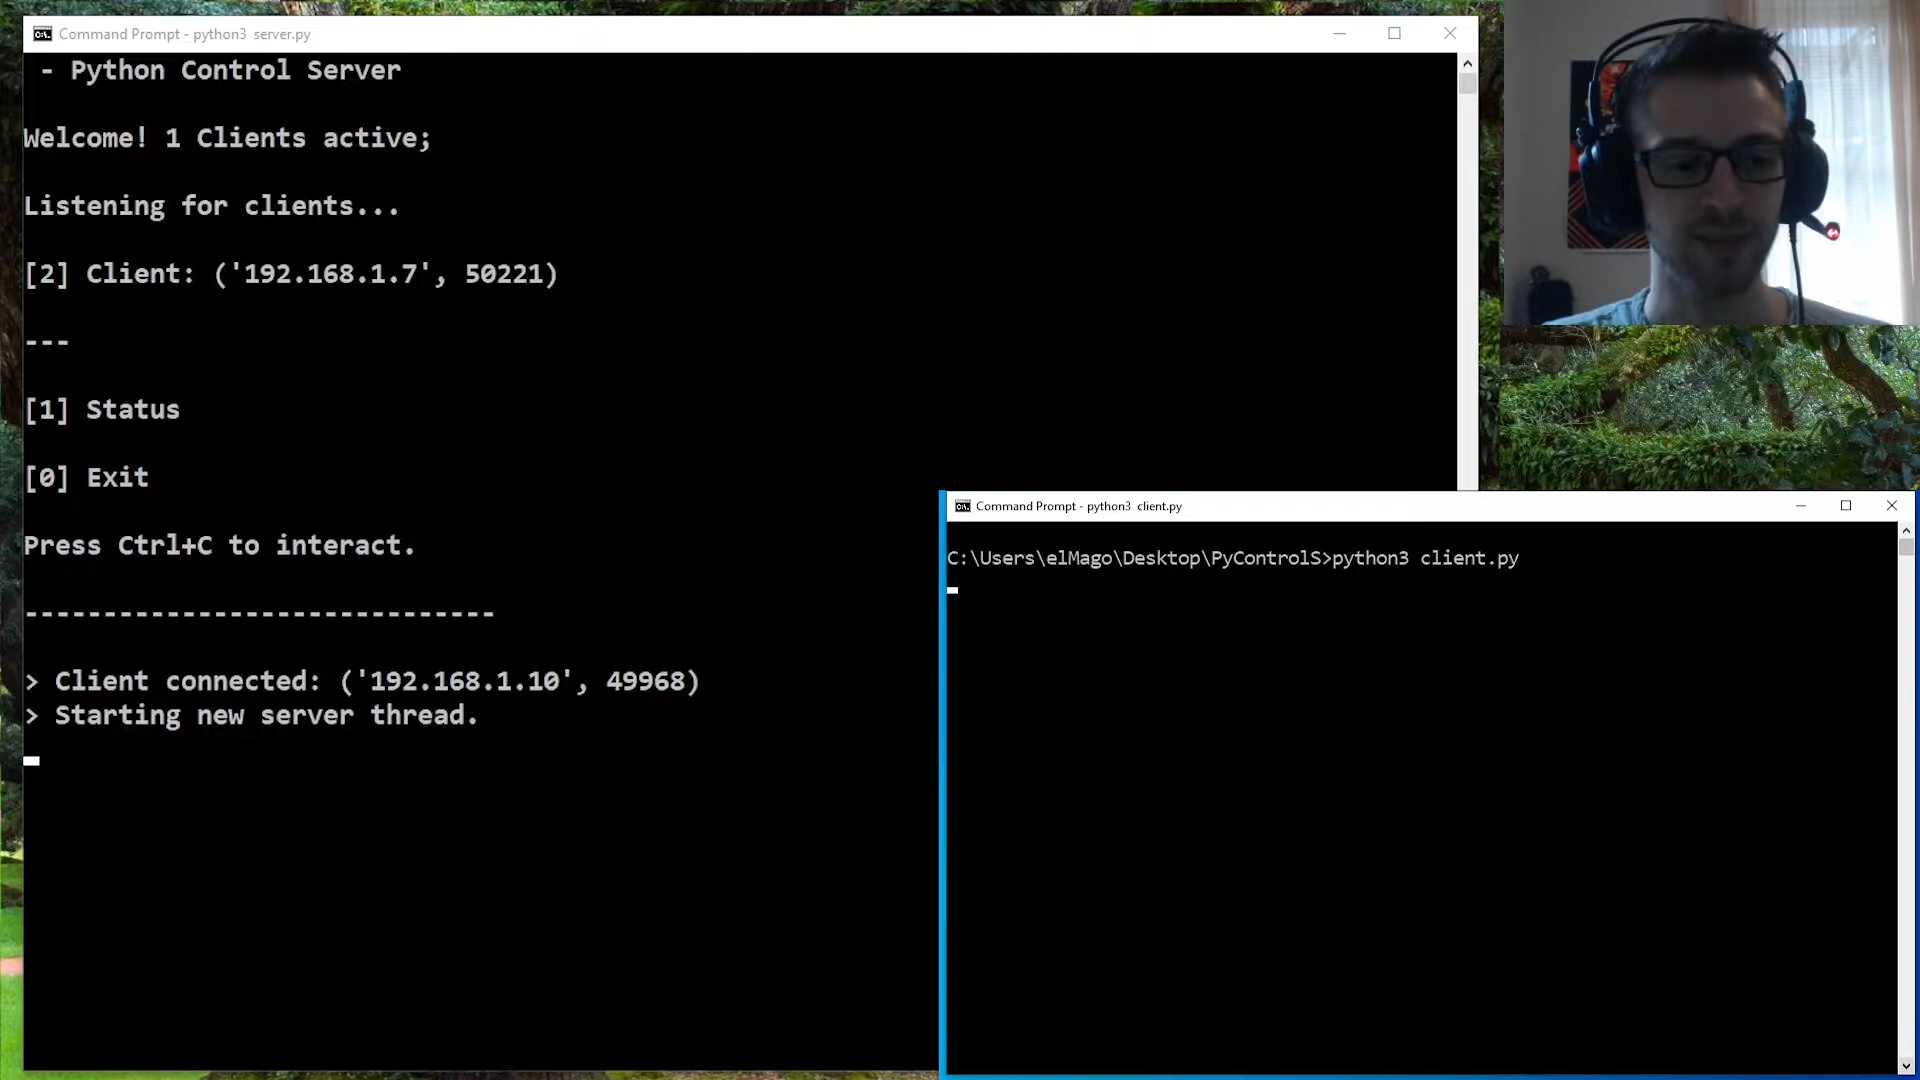 Command Prompt - python3 server.py
- Python Control Server
Welcome! 1 Clients active;
Listening for clients...
[2] Client: ('192.168.1.7', 50221)
---
[1] Status
[0] Exit
Press Ctrl+C to interact.
------------------------------
> Client connected: ('192.168.1.10', 49968)
> Starting new server thread.
Command Prompt - python3 client.py
C:\Users\elMago\Desktop\PyControlS>python3 client.py